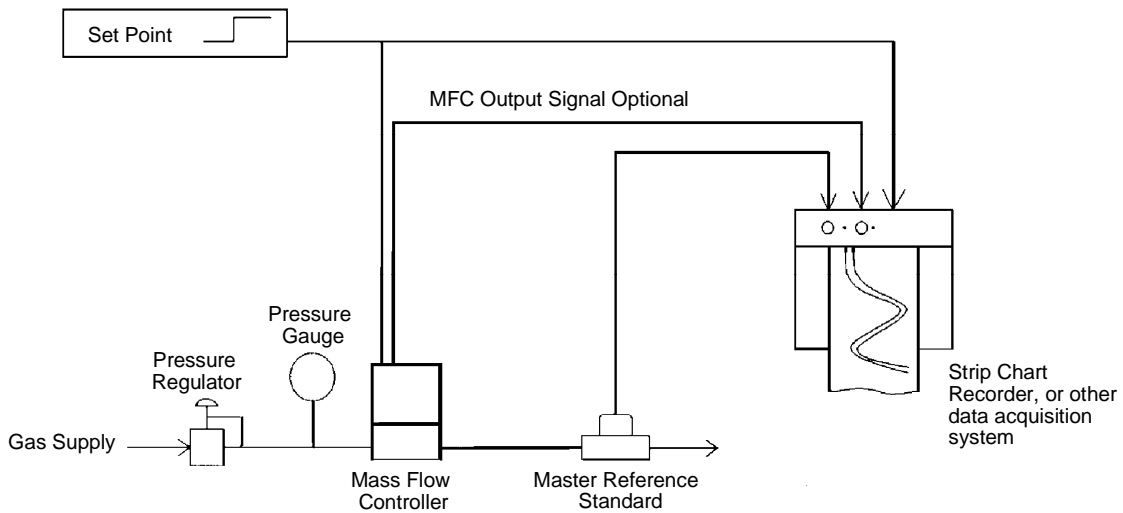 Set Point
MFC Output Signal Optional
Pressure
Gauge
Pressure
Regulator
Gas Supply
Mass Flow
Controller
Master Reference
Standard
Strip Chart
Recorder, or other
data acquisition
system